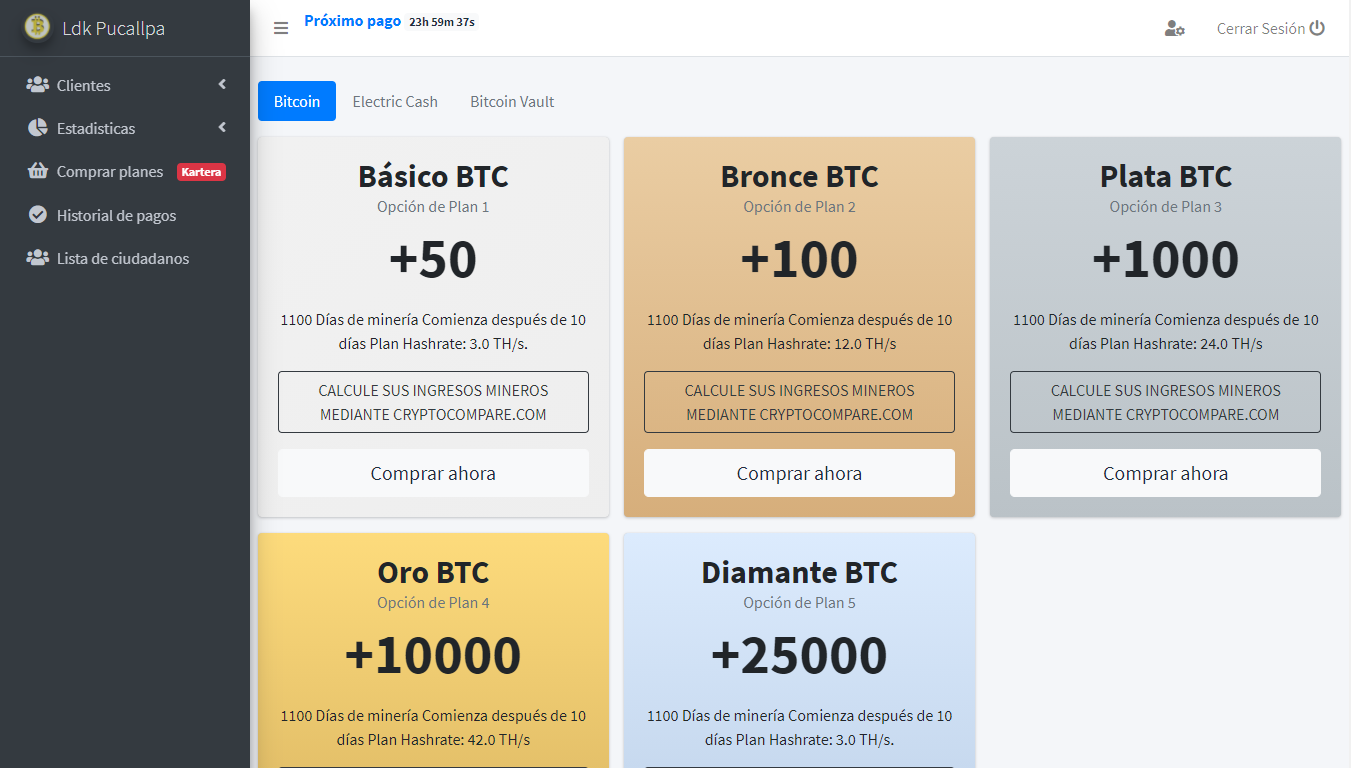 Ldk Pucallpa
Próximo pago 23h 59m 37s
Cerrar Sesión
Clientes
Estadisticas
Comprar planes Kartera
Historial de pagos
Lista de ciudadanos
Bitcoin Electric Cash Bitcoin Vault
Básico BTC
Opción de Plan 1
+50
1100 Días de minería Comienza después de 10
días Plan Hashrate: 3.0 TH/s.
CALCULE SUS INGRESOS MINEROS
MEDIANTE CRYPTOCOMPARE.COM
Comprar ahora
Bronce BTC
Opción de Plan 2
+100
1100 Días de minería Comienza después de 10
días Plan Hashrate: 12.0 TH/s
CALCULE SUS INGRESOS MINEROS
MEDIANTE CRYPTOCOMPARE.COM
Comprar ahora
Plata BTC
Opción de Plan 3
+1000
1100 Días de minería Comienza después de 10
días Plan Hashrate: 24.0 TH/s
CALCULE SUS INGRESOS MINEROS
MEDIANTE CRYPTOCOMPARE.COM
Comprar ahora
Oro BTC
Opción de Plan 4
+10000
1100 Días de minería Comienza después de 10
días Plan Hashrate: 42.0 TH/s
Diamante BTC
Opción de Plan 5
+25000
1100 Días de minería Comienza después de 10
días Plan Hashrate: 3.0 TH/s.